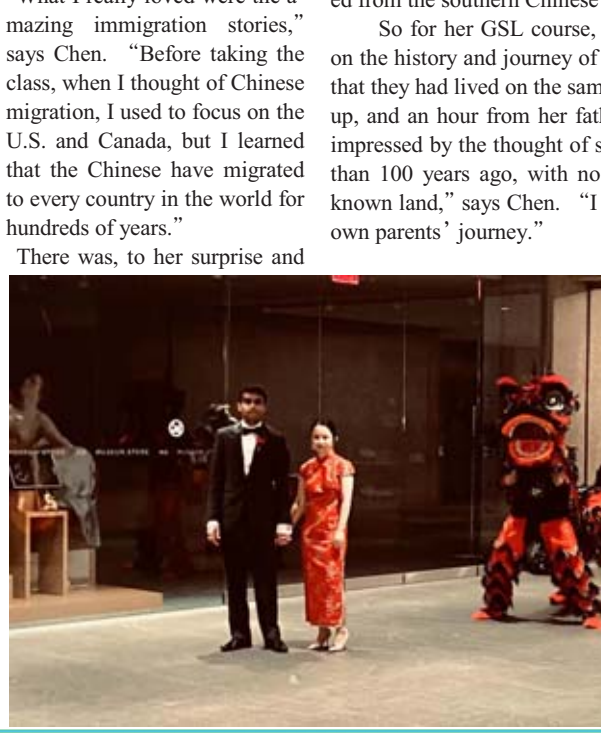 What I really loved were the a-
mazing immigration stories,”
says Chen. “Before taking the
class, when I thought of Chinese
migration, I used to focus on the
U.S. and Canada, but I learned
that the Chinese have migrated
to every country in the world for
hundreds of years.”
There was, to her surprise and
ed from the southern Chinese
So for her GSL course,
on the history and journey of
that they had lived on the sam
up, and an hour from her fath
impressed by the thought of s
than 100 years ago, with no
known land,” says Chen. “I
own parents’ journey.”
MUSEUM STORE